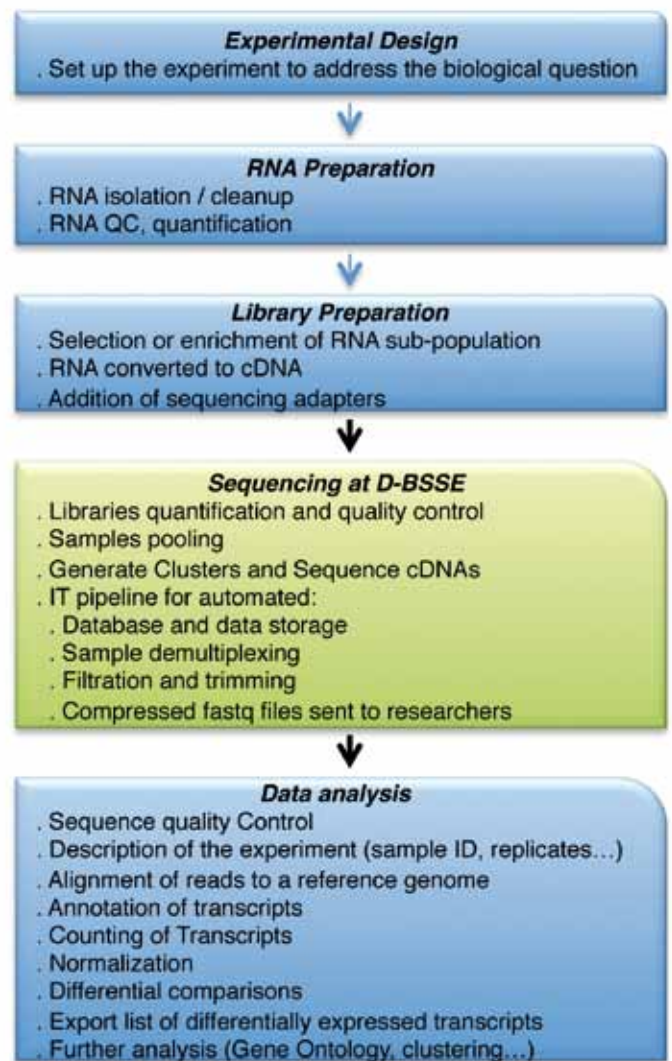 Experimental Design
. Set up the experiment to address the biological question
RNA Preparation
. RNA isolation / cleanup
. RNA QC, quantification
Library Preparation
. Selection or enrichment of RNA sub-population
. RNA converted to cDNA
. Addition of sequencing adapters
Sequencing at D-BSSE
. Libraries quantification and quality control
. Samples pooling
. Generate Clusters and Sequence cDNAs
. IT pipeline for automated:
. Database and data storage
. Sample demultiplexing
. Filtration and trimming
. Compressed fastq files sent to researchers
Data analysis
. Sequence quality Control
. Description of the experiment (sample ID, replicates…)
. Alignment of reads to a reference genome
. Annotation of transcripts
. Counting of Transcripts
. Normalization
. Differential comparisons
. Export list of differentially expressed transcripts
. Further analysis (Gene Ontology, clustering…)